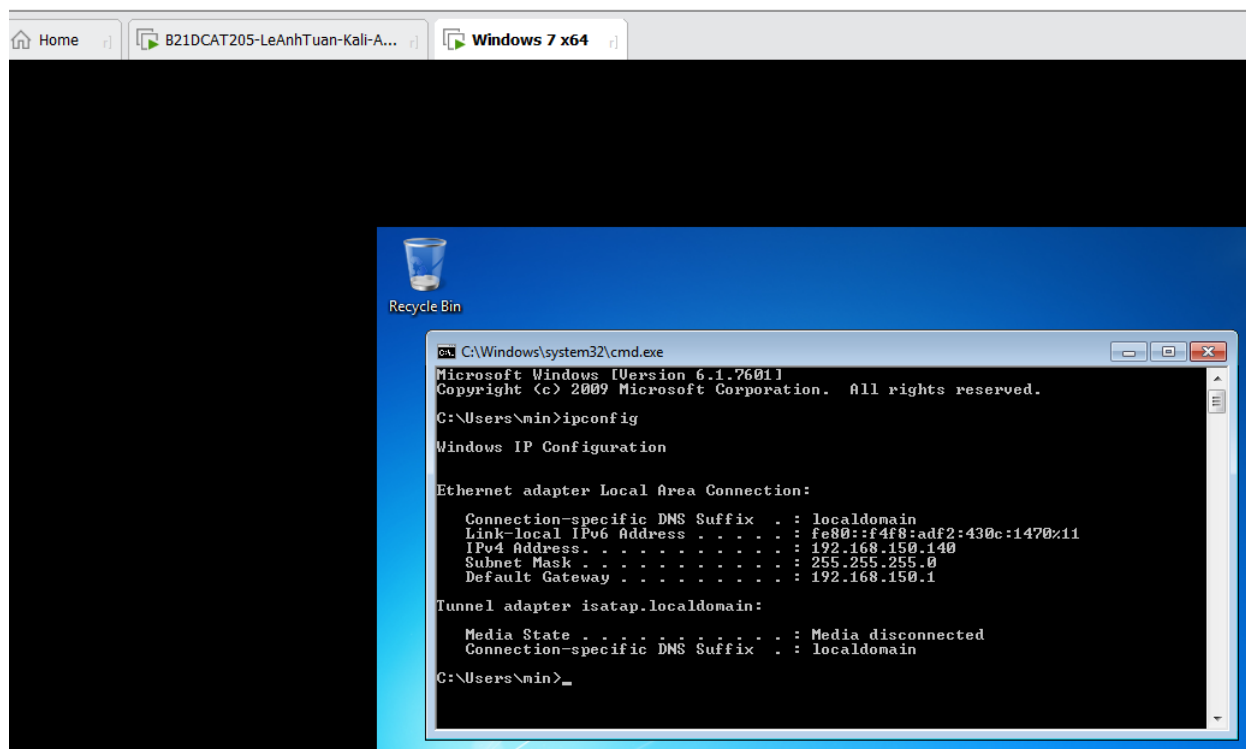 Home
B21DCAT205-LeAnhTuan-Kali-A...
Windows 7 x64
Recycle Bin
C:\Windows\system32\cmd.exe
Microsoft Windows [Version 6.1.7601]
Copyright (c) 2009 Microsoft Corporation.  All rights reserved.
C:\Users\min>ipconfig
Windows IP Configuration
Ethernet adapter Local Area Connection:
Connection-specific DNS Suffix  . : localdomain
Link-local IPv6 Address . . . . . : fe80::f4f8:adf2:430c:1470%11
IPv4 Address. . . . . . . . . . . : 192.168.150.140
Subnet Mask . . . . . . . . . . . : 255.255.255.0
Default Gateway . . . . . . . . . : 192.168.150.1
Tunnel adapter isatap.localdomain:
Media State . . . . . . . . . . . : Media disconnected
Connection-specific DNS Suffix  . : localdomain
C:\Users\min>_